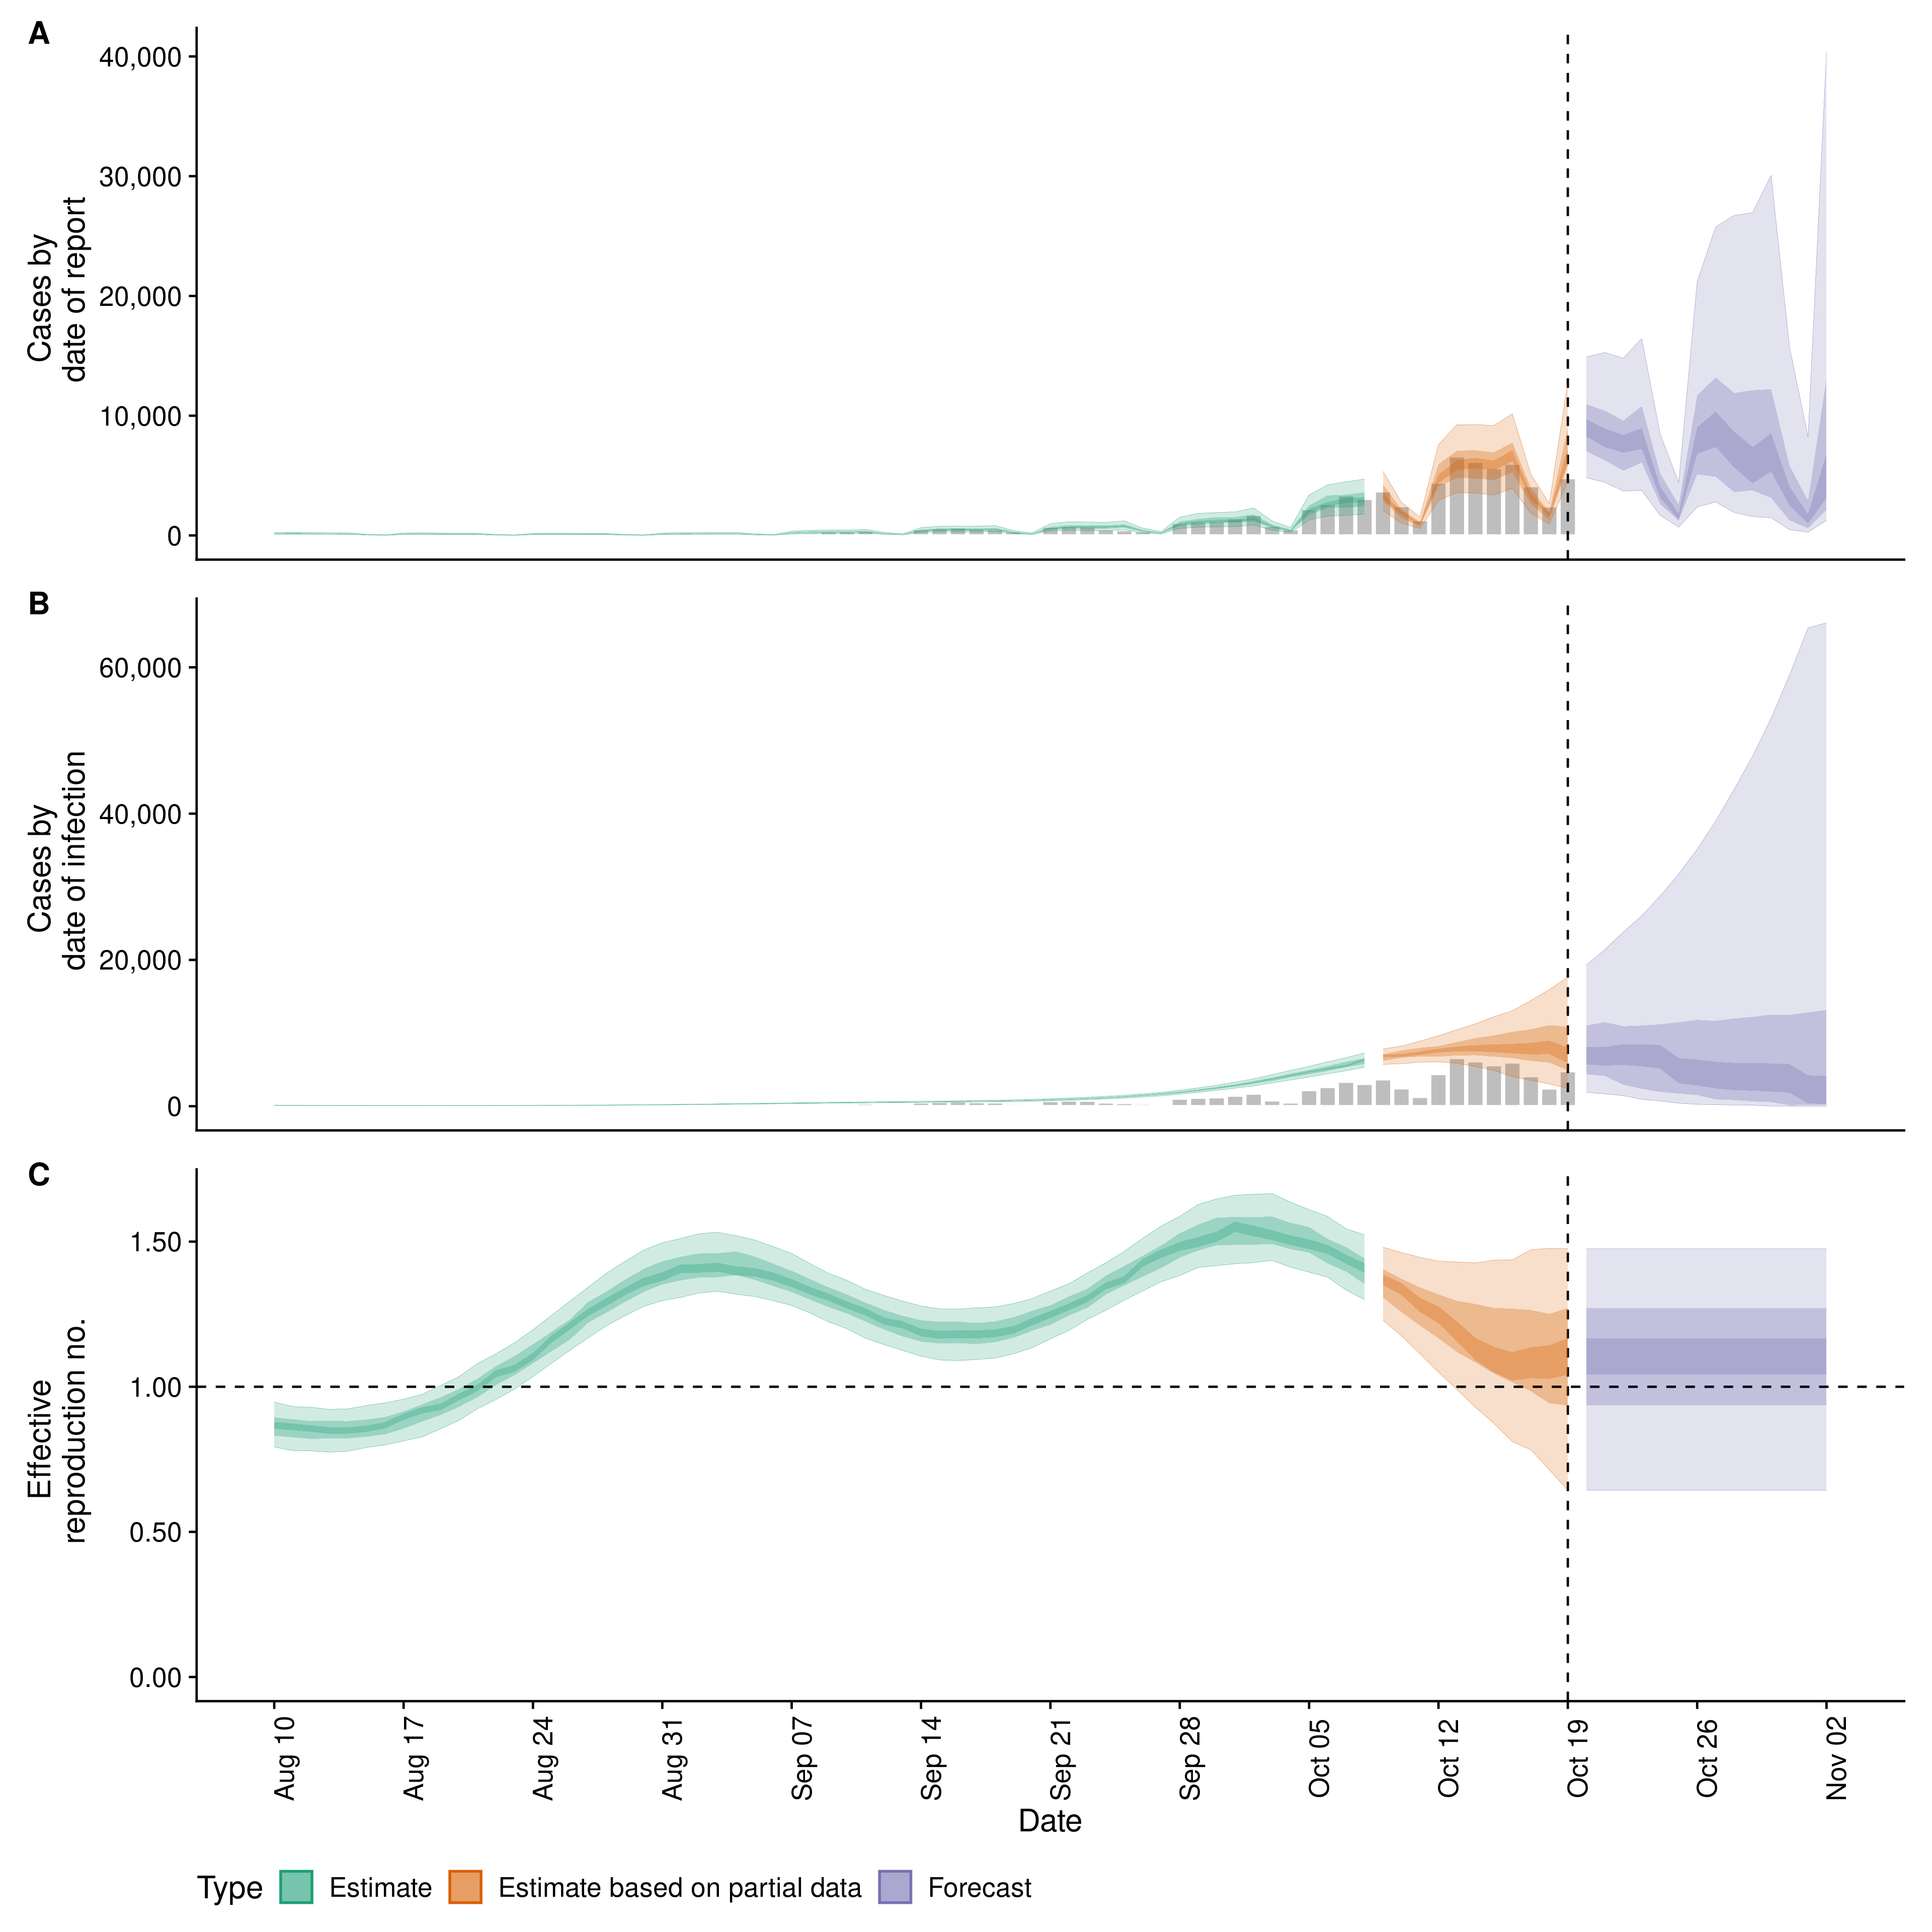 A
Cases by
date of report
40,000
30,000
20,000
10,000
0
B
Cases by
date of infection
60,000
40,000
20,000
0
C
Effective
reproduction no.
1.50
1.00
0.50
0.00
Aug 10
Aug 17
Aug 24
Aug 31
Sep 07
Sep 14
Sep 21
Sep 28
Oct 05
Oct 12
Oct 19
Oct 26
Nov 02
Date
Type Estimate Estimate based on partial data Forecast